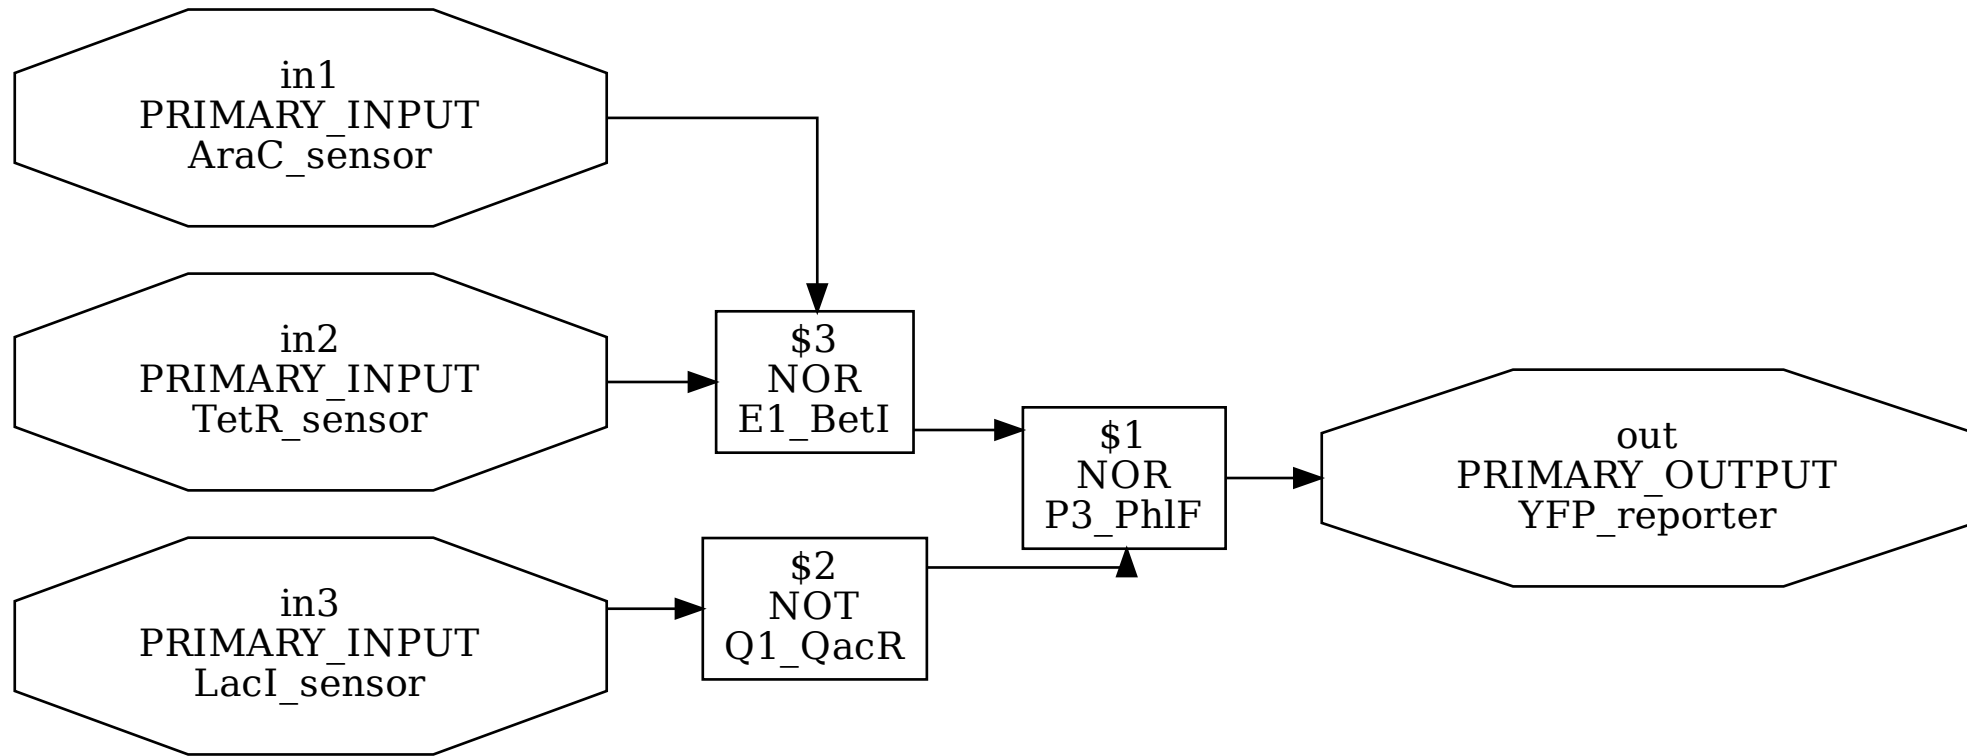 in1
PRIMARY_INPUT
AraC_sensor
in2
PRIMARY_INPUT
TetR_sensor
in3
PRIMARY_INPUT
LacI_sensor
$3
NOR
E1_BetI
$2
NOT
Q1_QacR
$1
NOR
P3_PhlF
out
PRIMARY_OUTPUT
YFP_reporter